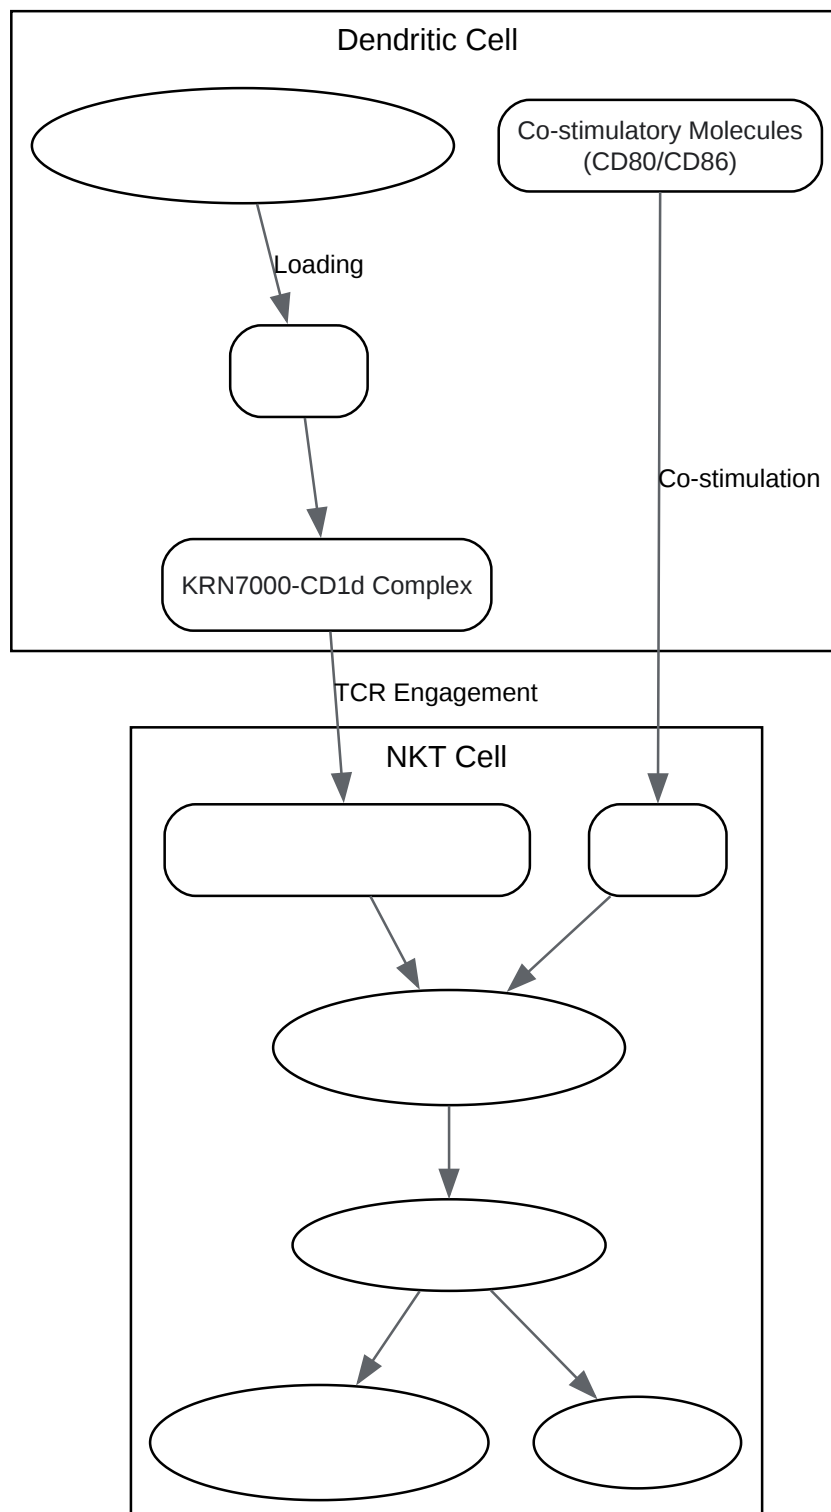 Dendritic Cell
Co-stimulatory Molecules
(CD80/CD86)
Loading
Co-stimulation
KRN7000-CD1d Complex
TCR Engagement
NKT Cell